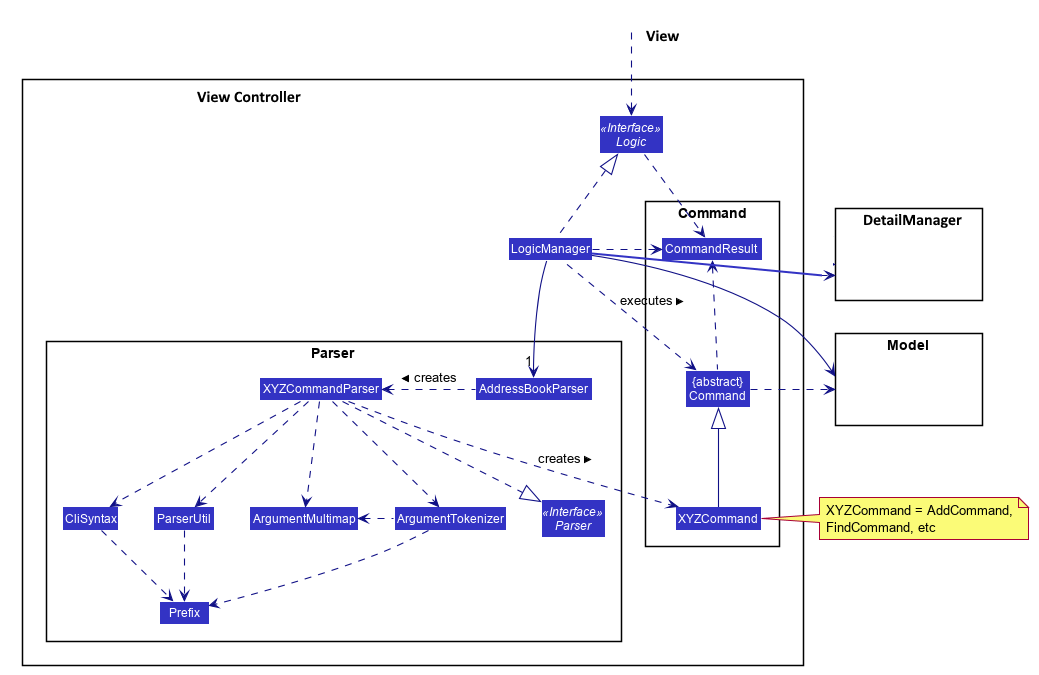 View
View Controller
«Interface»
Logic
Command
DetailManager
LogicManager
CommandResult
executes ►
Model
Parser
1
◄ creates
XYZCommandParser
AddressBookParser
{abstract}
Command
creates ►
CliSyntax
ParserUtil
ArgumentMultimap
ArgumentTokenizer
«Interface»
Parser
XYZCommand
XYZCommand = AddCommand,
FindCommand, etc
Prefix